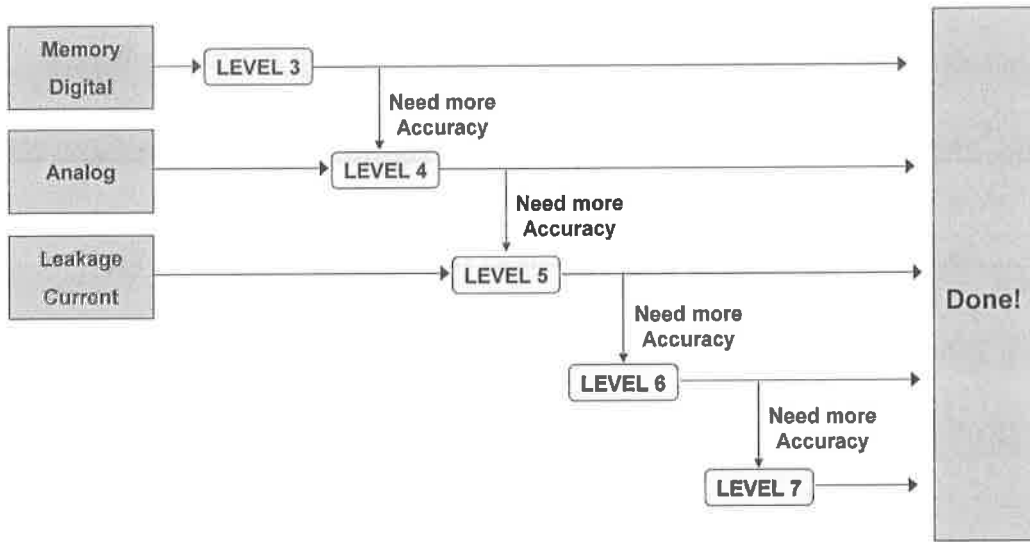 Memory
Digital
LEVEL 3
Need more
Accuracy
Analog
LEVEL 4
Need more
Accuracy
Leakage
Current
LEVEL 5
Done!
Need more
Accuracy
LEVEL 6
Need more
Accuracy
LEVEL 7